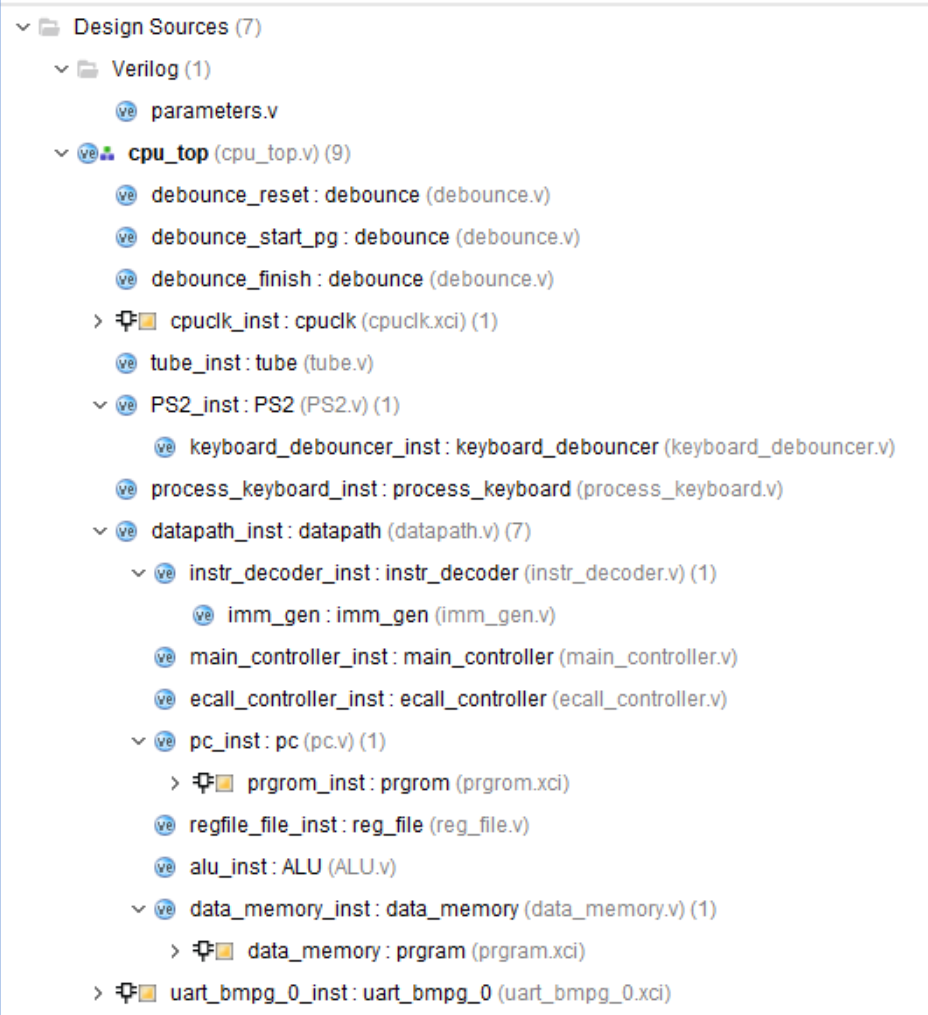 Design Sources (7)
Verilog (1)
parameters.v
cpu_top (cpu_top.v) (9)
debounce_reset : debounce (debounce.v)
debounce_start_pg : debounce (debounce.v)
debounce_finish : debounce (debounce.v)
cpuclk_inst : cpuclk (cpuclk.xci) (1)
tube_inst : tube (tube.v)
PS2_inst : PS2 (PS2.v) (1)
keyboard_debouncer_inst : keyboard_debouncer (keyboard_debouncer.v)
process_keyboard_inst : process_keyboard (process_keyboard.v)
datapath_inst : datapath (datapath.v) (7)
instr_decoder_inst : instr_decoder (instr_decoder.v) (1)
imm_gen : imm_gen (imm_gen.v)
main_controller_inst : main_controller (main_controller.v)
ecall_controller_inst : ecall_controller (ecall_controller.v)
pc_inst : pc (pc.v) (1)
prgrom_inst : prgrom (prgrom.xci)
regfile_file_inst : reg_file (reg_file.v)
alu_inst : ALU (ALU.v)
data_memory_inst : data_memory (data_memory.v) (1)
data_memory : prgram (prgram.xci)
uart_bmpg_0_inst : uart_bmpg_0 (uart_bmpg_0.xci)